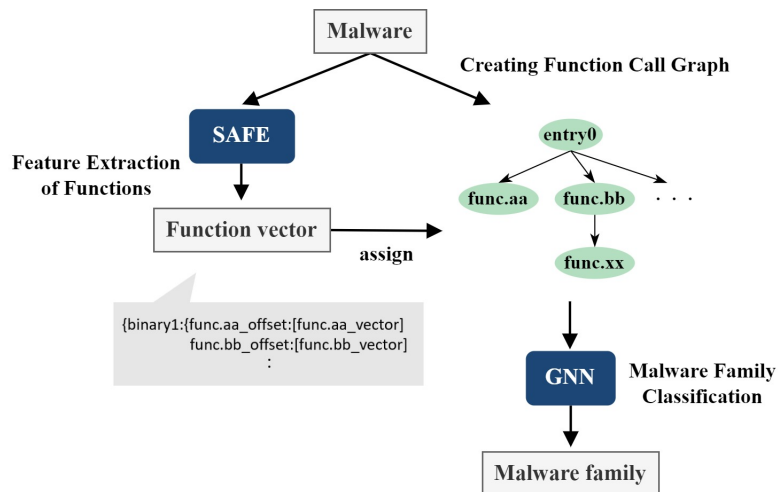 Malware
Creating Function Call Graph
SAFE
entry0
Feature Extraction
of Functions
func.aa
func.bb
. . .
Function vector
assign
func.xx
{binary1:{func.aa_offset:[func.aa_vector]
func.bb_offset:[func.bb_vector]
:
GNN
Malware Family
Classification
Malware family